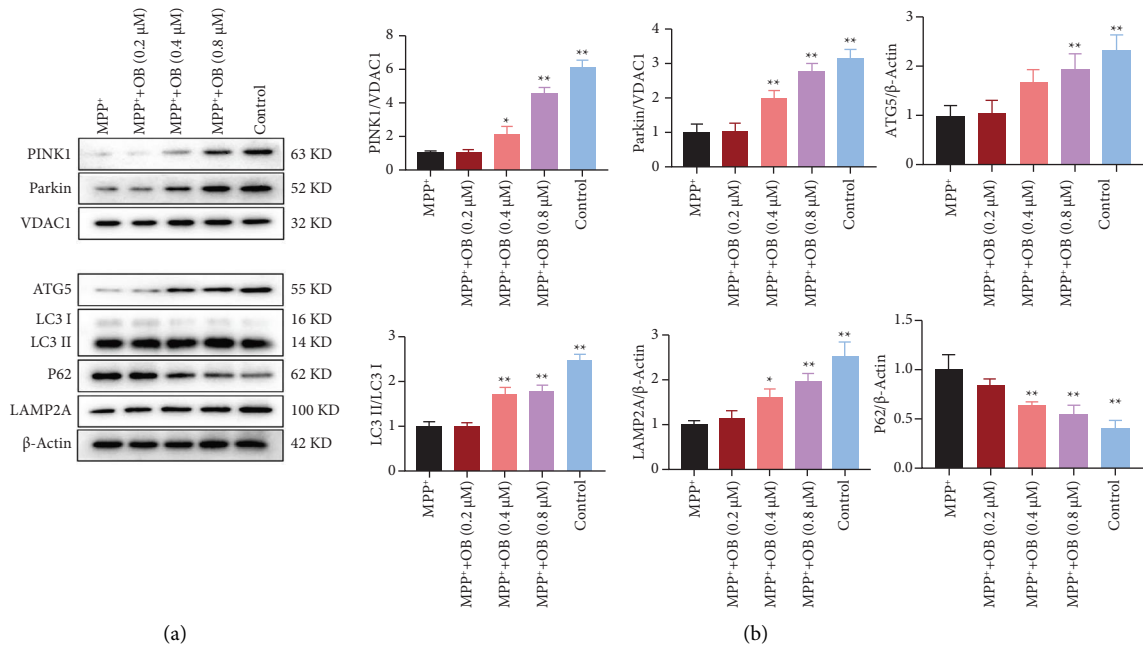 MPP⁺
MPP⁺+OB (0.2 µM)
MPP⁺+OB (0.4 µM)
MPP⁺+OB (0.8 µM)
Control
PINK1 63 KD
Parkin 52 KD
VDAC1 32 KD
ATG5 55 KD
LC3 I 16 KD
LC3 II 14 KD
P62 62 KD
LAMP2A 100 KD
β-Actin 42 KD
(a)
PINK1/VDAC1
8
6
4
2
0
*
**
**
MPP⁺
MPP⁺+OB (0.2 µM)
MPP⁺+OB (0.4 µM)
MPP⁺+OB (0.8 µM)
Control
Parkin/VDAC1
4
3
2
1
0
**
**
**
MPP⁺
MPP⁺+OB (0.2 µM)
MPP⁺+OB (0.4 µM)
MPP⁺+OB (0.8 µM)
Control
ATG5/β-Actin
3
2
1
0
**
**
MPP⁺
MPP⁺+OB (0.2 µM)
MPP⁺+OB (0.4 µM)
MPP⁺+OB (0.8 µM)
Control
LC3 II/LC3 I
3
2
1
0
**
**
**
MPP⁺
MPP⁺+OB (0.2 µM)
MPP⁺+OB (0.4 µM)
MPP⁺+OB (0.8 µM)
Control
LAMP2A/β-Actin
3
2
1
0
*
**
**
MPP⁺
MPP⁺+OB (0.2 µM)
MPP⁺+OB (0.4 µM)
MPP⁺+OB (0.8 µM)
Control
P62/β-Actin
1.5
1.0
0.5
0.0
**
**
**
MPP⁺
MPP⁺+OB (0.2 µM)
MPP⁺+OB (0.4 µM)
MPP⁺+OB (0.8 µM)
Control
(b)